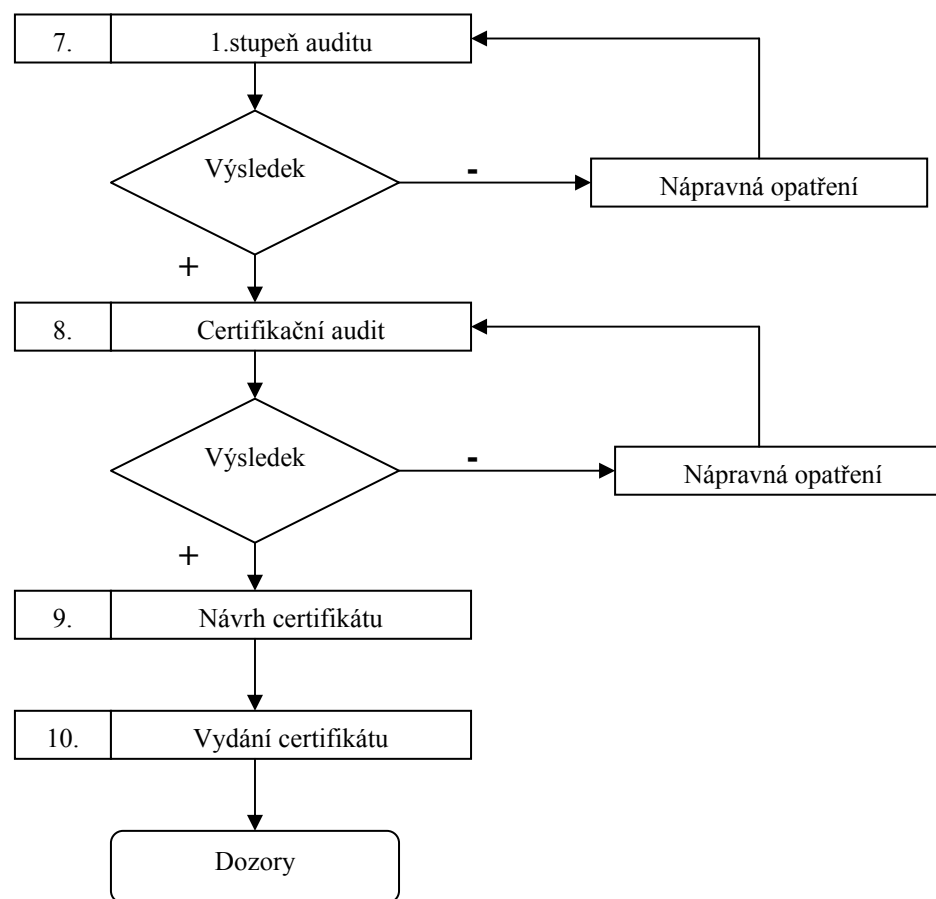 7. 1.stupeň auditu
Výsledek
-
Nápravná opatření
+
8. Certifikační audit
Výsledek
-
Nápravná opatření
+
9. Návrh certifikátu
10. Vydání certifikátu
Dozory